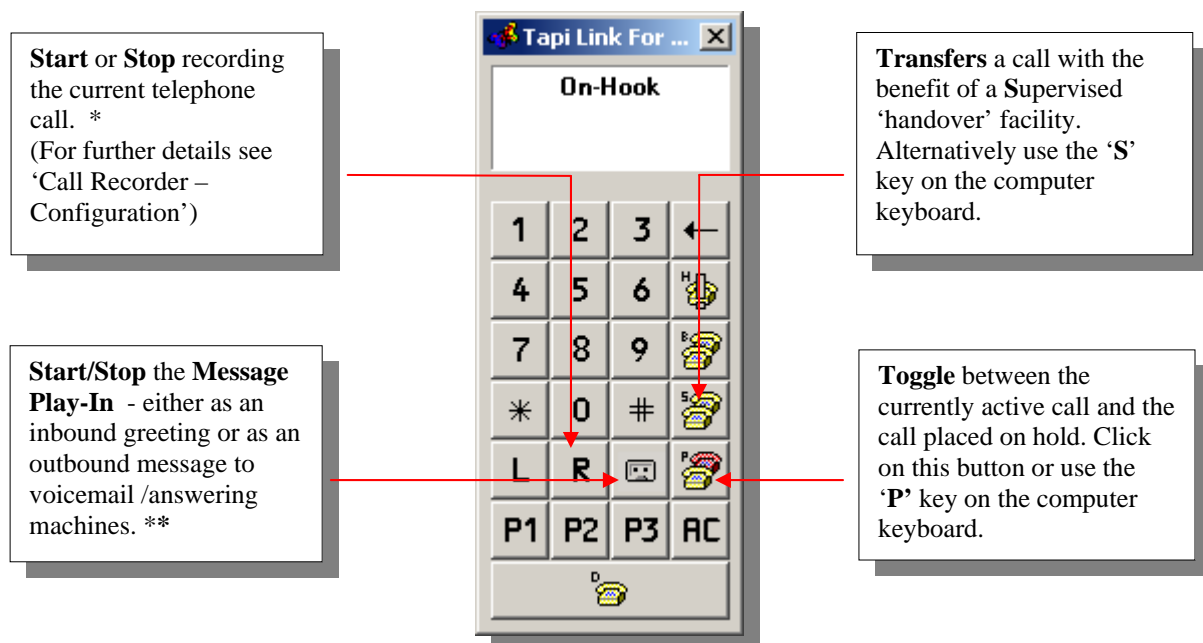 Start or Stop recording
the current telephone
call. *
(For further details see
‘Call Recorder –
Configuration’)
Start/Stop the Message
Play-In - either as an
inbound greeting or as an
outbound message to
voicemail /answering
machines. **
Tapi Link For ...
On-Hook
1 2 3
H
4 5 6
B
7 8 9
S
* 0 #
P
L R
P1 P2 P3 AC
D
Transfers a call with the
benefit of a Supervised
‘handover’ facility.
Alternatively use the ‘S’
key on the computer
keyboard.
Toggle between the
currently active call and the
call placed on hold. Click
on this button or use the
‘P’ key on the computer
keyboard.